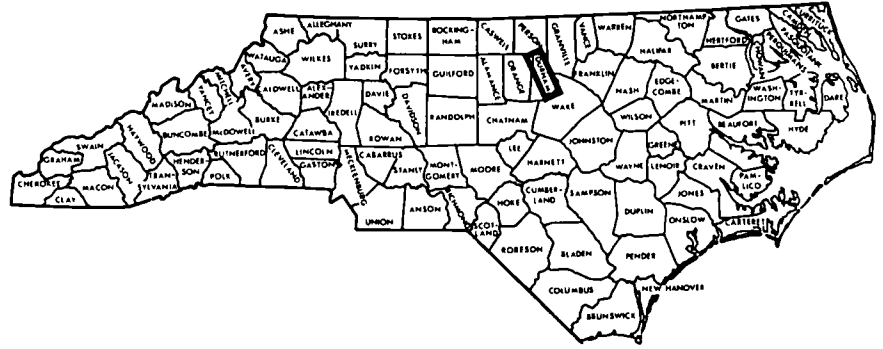 ASHE
ALLEGHANY
SURRY
STOKES
ROCKING-
HAM
CASWELL
PERSON
GRANVILLE
VANCE
WARREN
NORTHAMP
TON
GATES
HERTFORD
CURRITUCK
CAMDEN
WATAUGA
WILKES
YADKIN
FORSYTH
GUILFORD
ALAMANCE
ORANGE
DURHAM
FRANKLIN
HALIFAX
BERTIE
AVERY
MITCHELL
YANCEY
CALDWELL
ALEX-
ANDER
IREDELL
DAVIE
DAVIDSON
RANDOLPH
CHATHAM
WAKE
NASH
EDGE-
COMBE
MARTIN
WASH-
INGTON
TYR-
RELL
DARE
MADISON
BUNCOMBE
McDOWELL
BURKE
CATAWBA
ROWAN
LEE
JOHNSTON
WILSON
PITT
BEAUFORT
HYDE
GRAHAM
SWAIN
HAYWOOD
JACKSON
HENDER-
SON
RUTHERFORD
CLEVELAND
LINCOLN
GASTON
MECKLENBURG
CABARRUS
STANLY
MONT-
GOMERY
MOORE
HARNETT
WAYNE
GREEN
LENOIR
CRAVEN
PAM-
LICO
CHEROKEE
CLAY
MACON
TRAN-
SYLVANIA
POLK
UNION
ANSON
RICHMOND
SCOT-
LAND
HOKE
CUMBER-
LAND
SAMPSON
DUPLIN
JONES
ONSLOW
CARTERET
ROBESON
BLADEN
PENDER
COLUMBUS
NEW HANOVER
BRUNSWICK